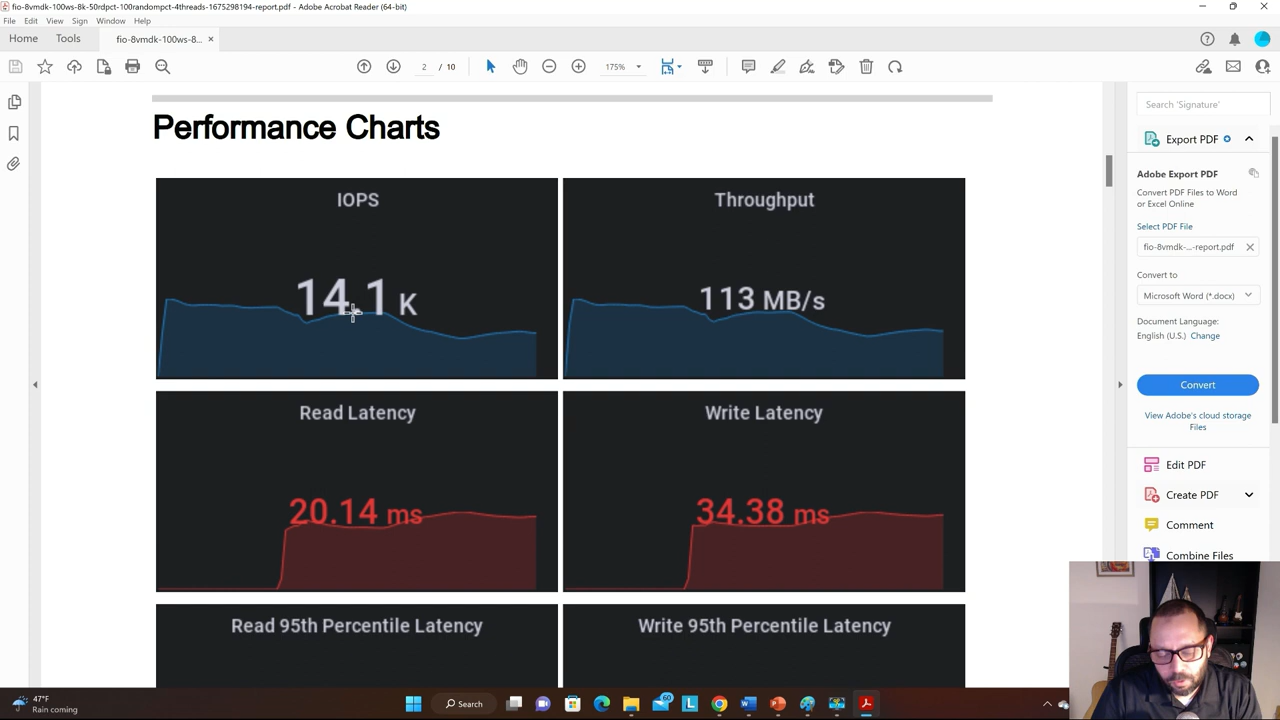 fio-8vmdk-100ws-8k-50rdpct-100randompct-4threads-1675298194-report.pdf - Adobe Acrobat Reader (64-bit)
File Edit View Sign Window Help
Home Tools fio-8vmdk-100ws-8... ×
2 / 10 175%
Performance Charts
IOPS
14.1 K
Throughput
113 MB/s
Read Latency
20.14 ms
Write Latency
34.38 ms
Read 95th Percentile Latency
Write 95th Percentile Latency
Search 'Signature'
Export PDF
Adobe Export PDF
Convert PDF Files to Word
or Excel Online
Select PDF File
fio-8vmdk-...-report.pdf
Convert to
Microsoft Word (*.docx)
Document Language:
English (U.S.) Change
Convert
View Adobe's cloud storage
Files
Edit PDF
Create PDF
Comment
Combine Files
47°F
Rain coming
Search
60